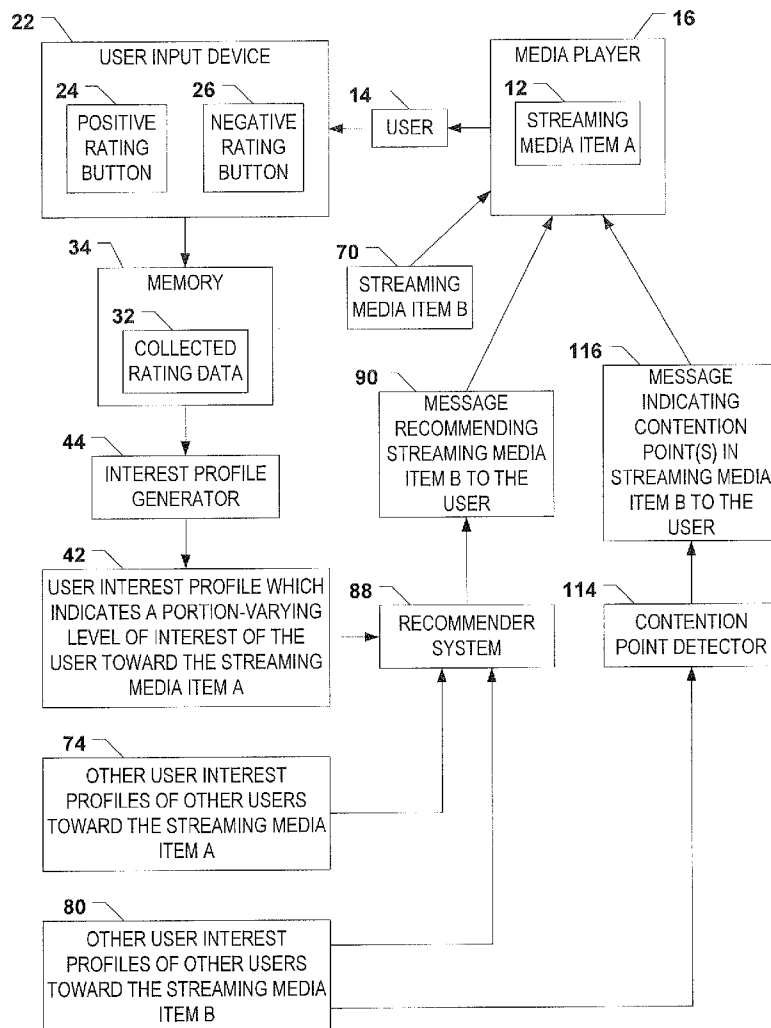 22
USER INPUT DEVICE
24
POSITIVE
RATING
BUTTON
26
NEGATIVE
RATING
BUTTON
14
USER
16
MEDIA PLAYER
12
STREAMING
MEDIA ITEM A
70
STREAMING
MEDIA ITEM B
34
MEMORY
32
COLLECTED
RATING DATA
90
MESSAGE
RECOMMENDING
STREAMING MEDIA
ITEM B TO THE
USER
116
MESSAGE
INDICATING
CONTENTION
POINT(S) IN
STREAMING MEDIA
ITEM B TO THE
USER
44
INTEREST PROFILE
GENERATOR
42
USER INTEREST PROFILE WHICH
INDICATES A PORTION-VARYING
LEVEL OF INTEREST OF THE
USER TOWARD THE STREAMING
MEDIA ITEM A
88
RECOMMENDER
SYSTEM
114
CONTENTION
POINT DETECTOR
74
OTHER USER INTEREST
PROFILES OF OTHER USERS
TOWARD THE STREAMING MEDIA
ITEM A
80
OTHER USER INTEREST
PROFILES OF OTHER USERS
TOWARD THE STREAMING MEDIA
ITEM B